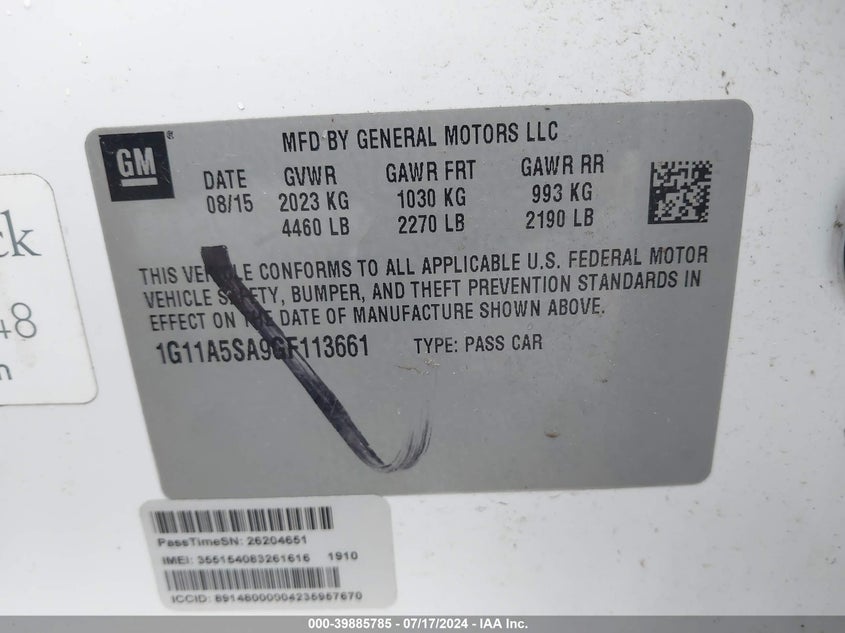 GM ®
MFD BY GENERAL MOTORS LLC
DATE GVWR GAWR FRT GAWR RR
08/15 2023 KG 1030 KG 993 KG
4460 LB 2270 LB 2190 LB
THIS VEHICLE CONFORMS TO ALL APPLICABLE U.S. FEDERAL MOTOR
VEHICLE SAFETY, BUMPER, AND THEFT PREVENTION STANDARDS IN
EFFECT ON THE DATE OF MANUFACTURE SHOWN ABOVE.
1G11A5SA9GF113661 TYPE: PASS CAR
ck
48
n
PassTimeSN: 26204651
IMEI: 355154083261616 1910
ICCID: 89148000004235957670
000-39885785 - 07/17/2024 - IAA Inc.